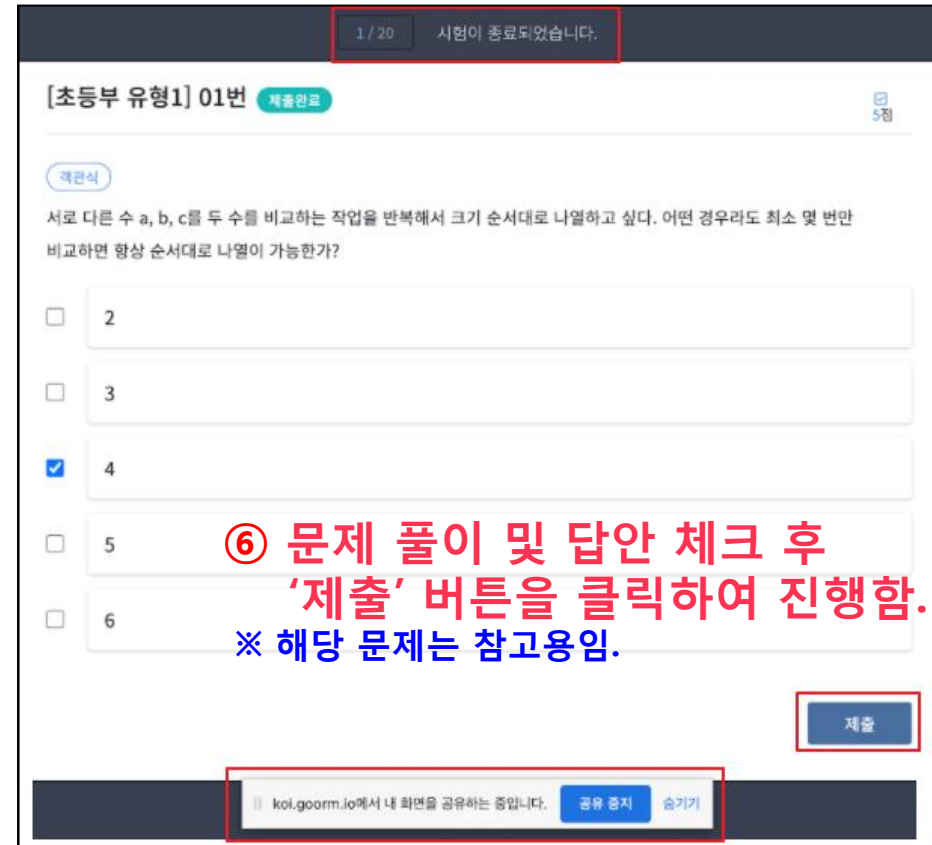 1 / 20 시험이 종료되었습니다.
[초등부 유형1] 01번 제출완료
5점
객관식
서로 다른 수 a, b, c를 두 수를 비교하는 작업을 반복해서 크기 순서대로 나열하고 싶다. 어떤 경우라도 최소 몇 번만
비교하면 항상 순서대로 나열이 가능한가?
2
3
4
5
6
⑥ 문제 풀이 및 답안 체크 후
‘제출’ 버튼을 클릭하여 진행함.
※ 해당 문제는 참고용임.
제출
koi.goorm.io에서 내 화면을 공유하는 중입니다. 공유 중지 숨기기